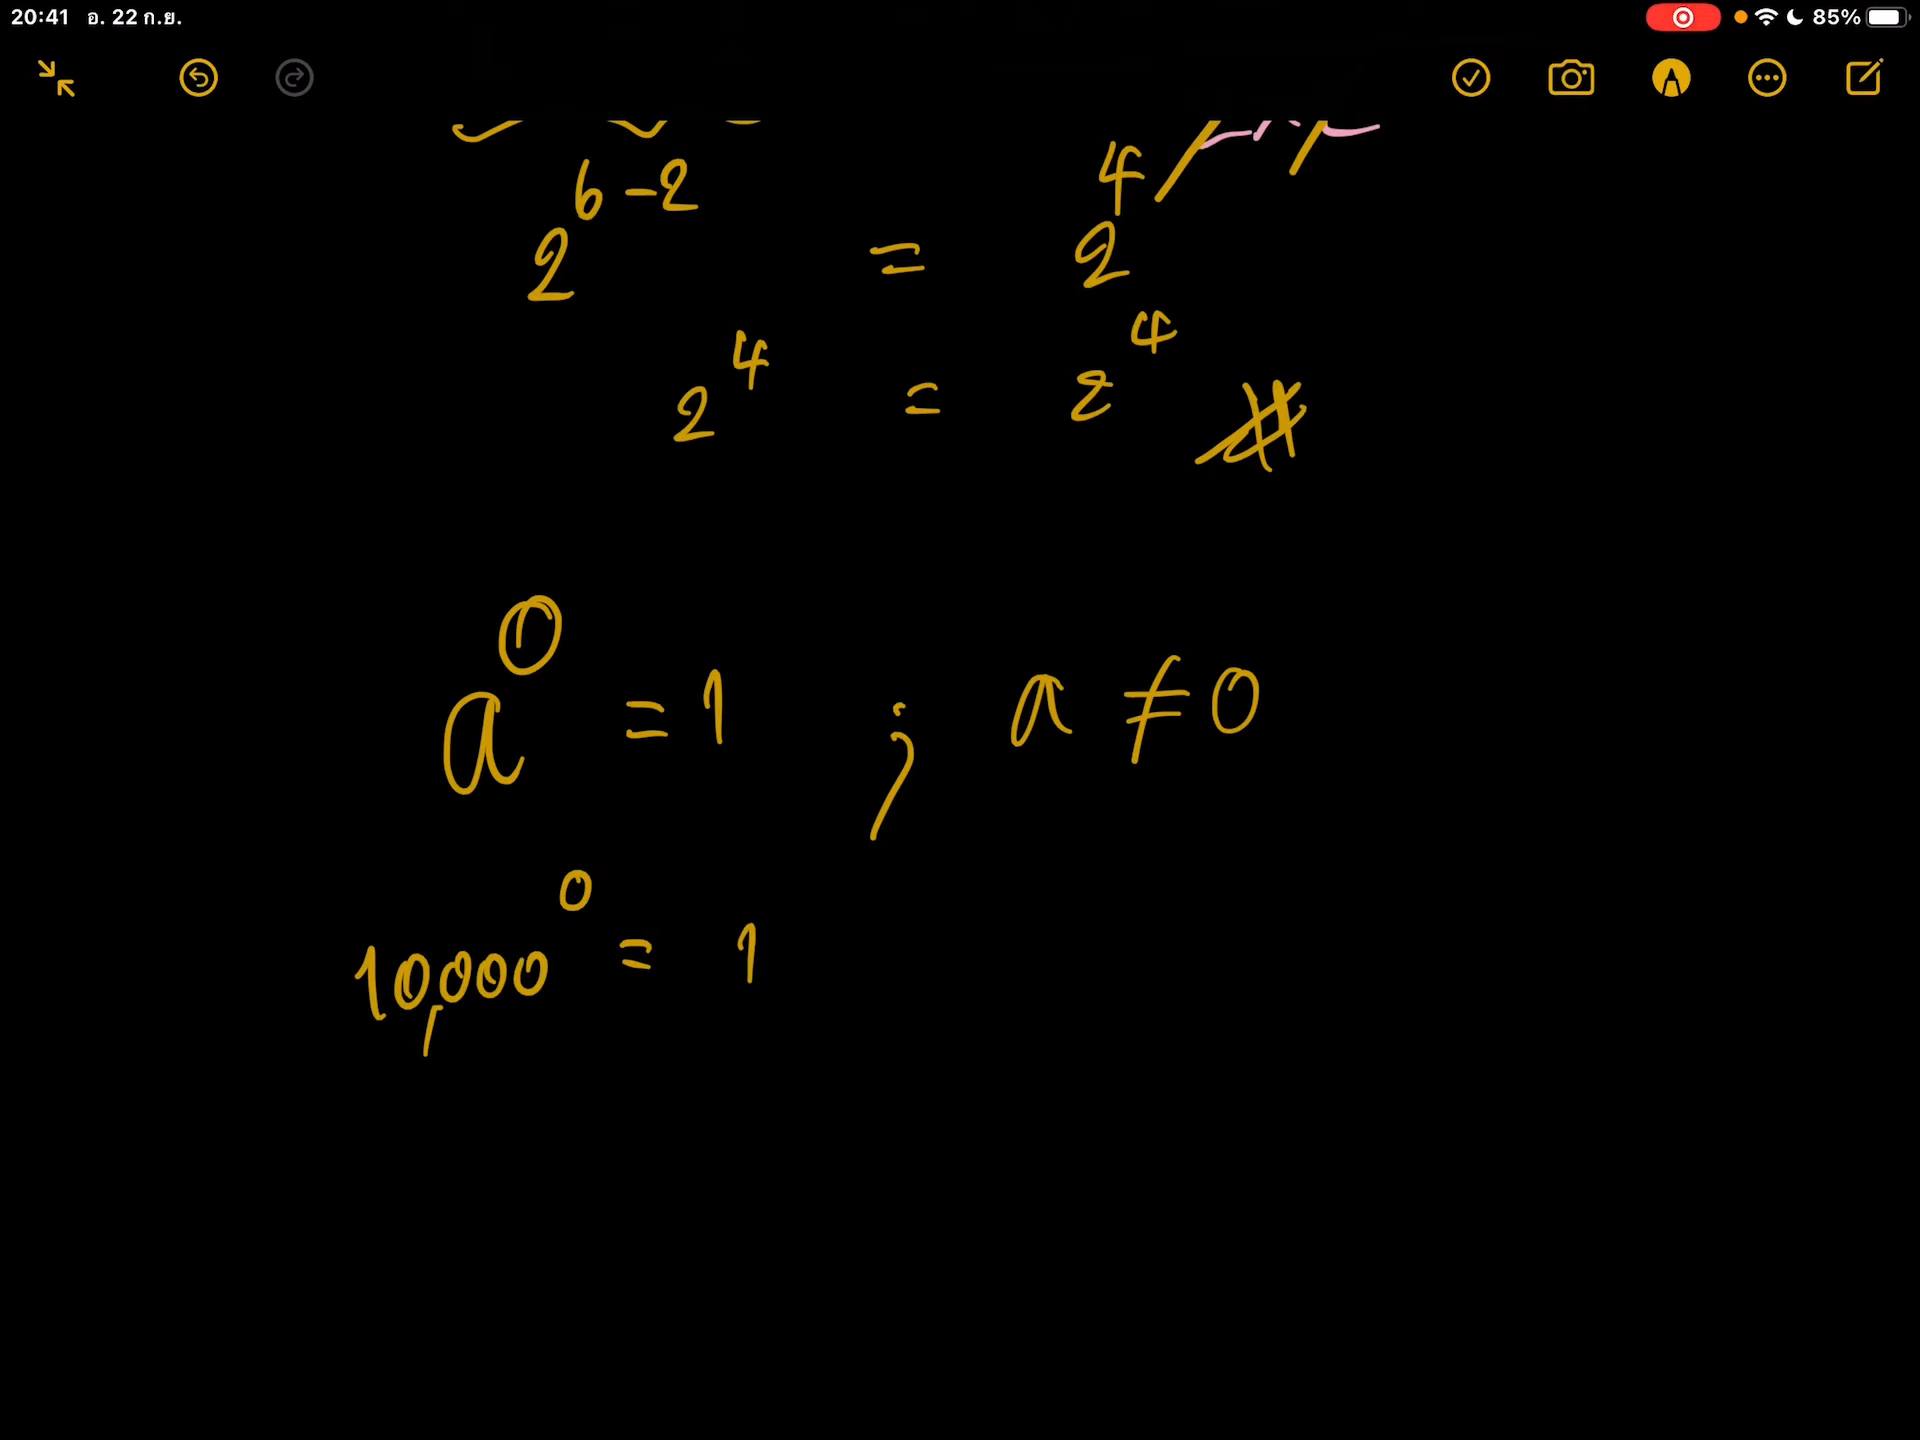 20:41 อ. 22 ก.ย. 85%
2^{6-2} = 2^4
2^4 = 2^4 #
a^0 = 1 ; a ≠ 0
10,000^0 = 1